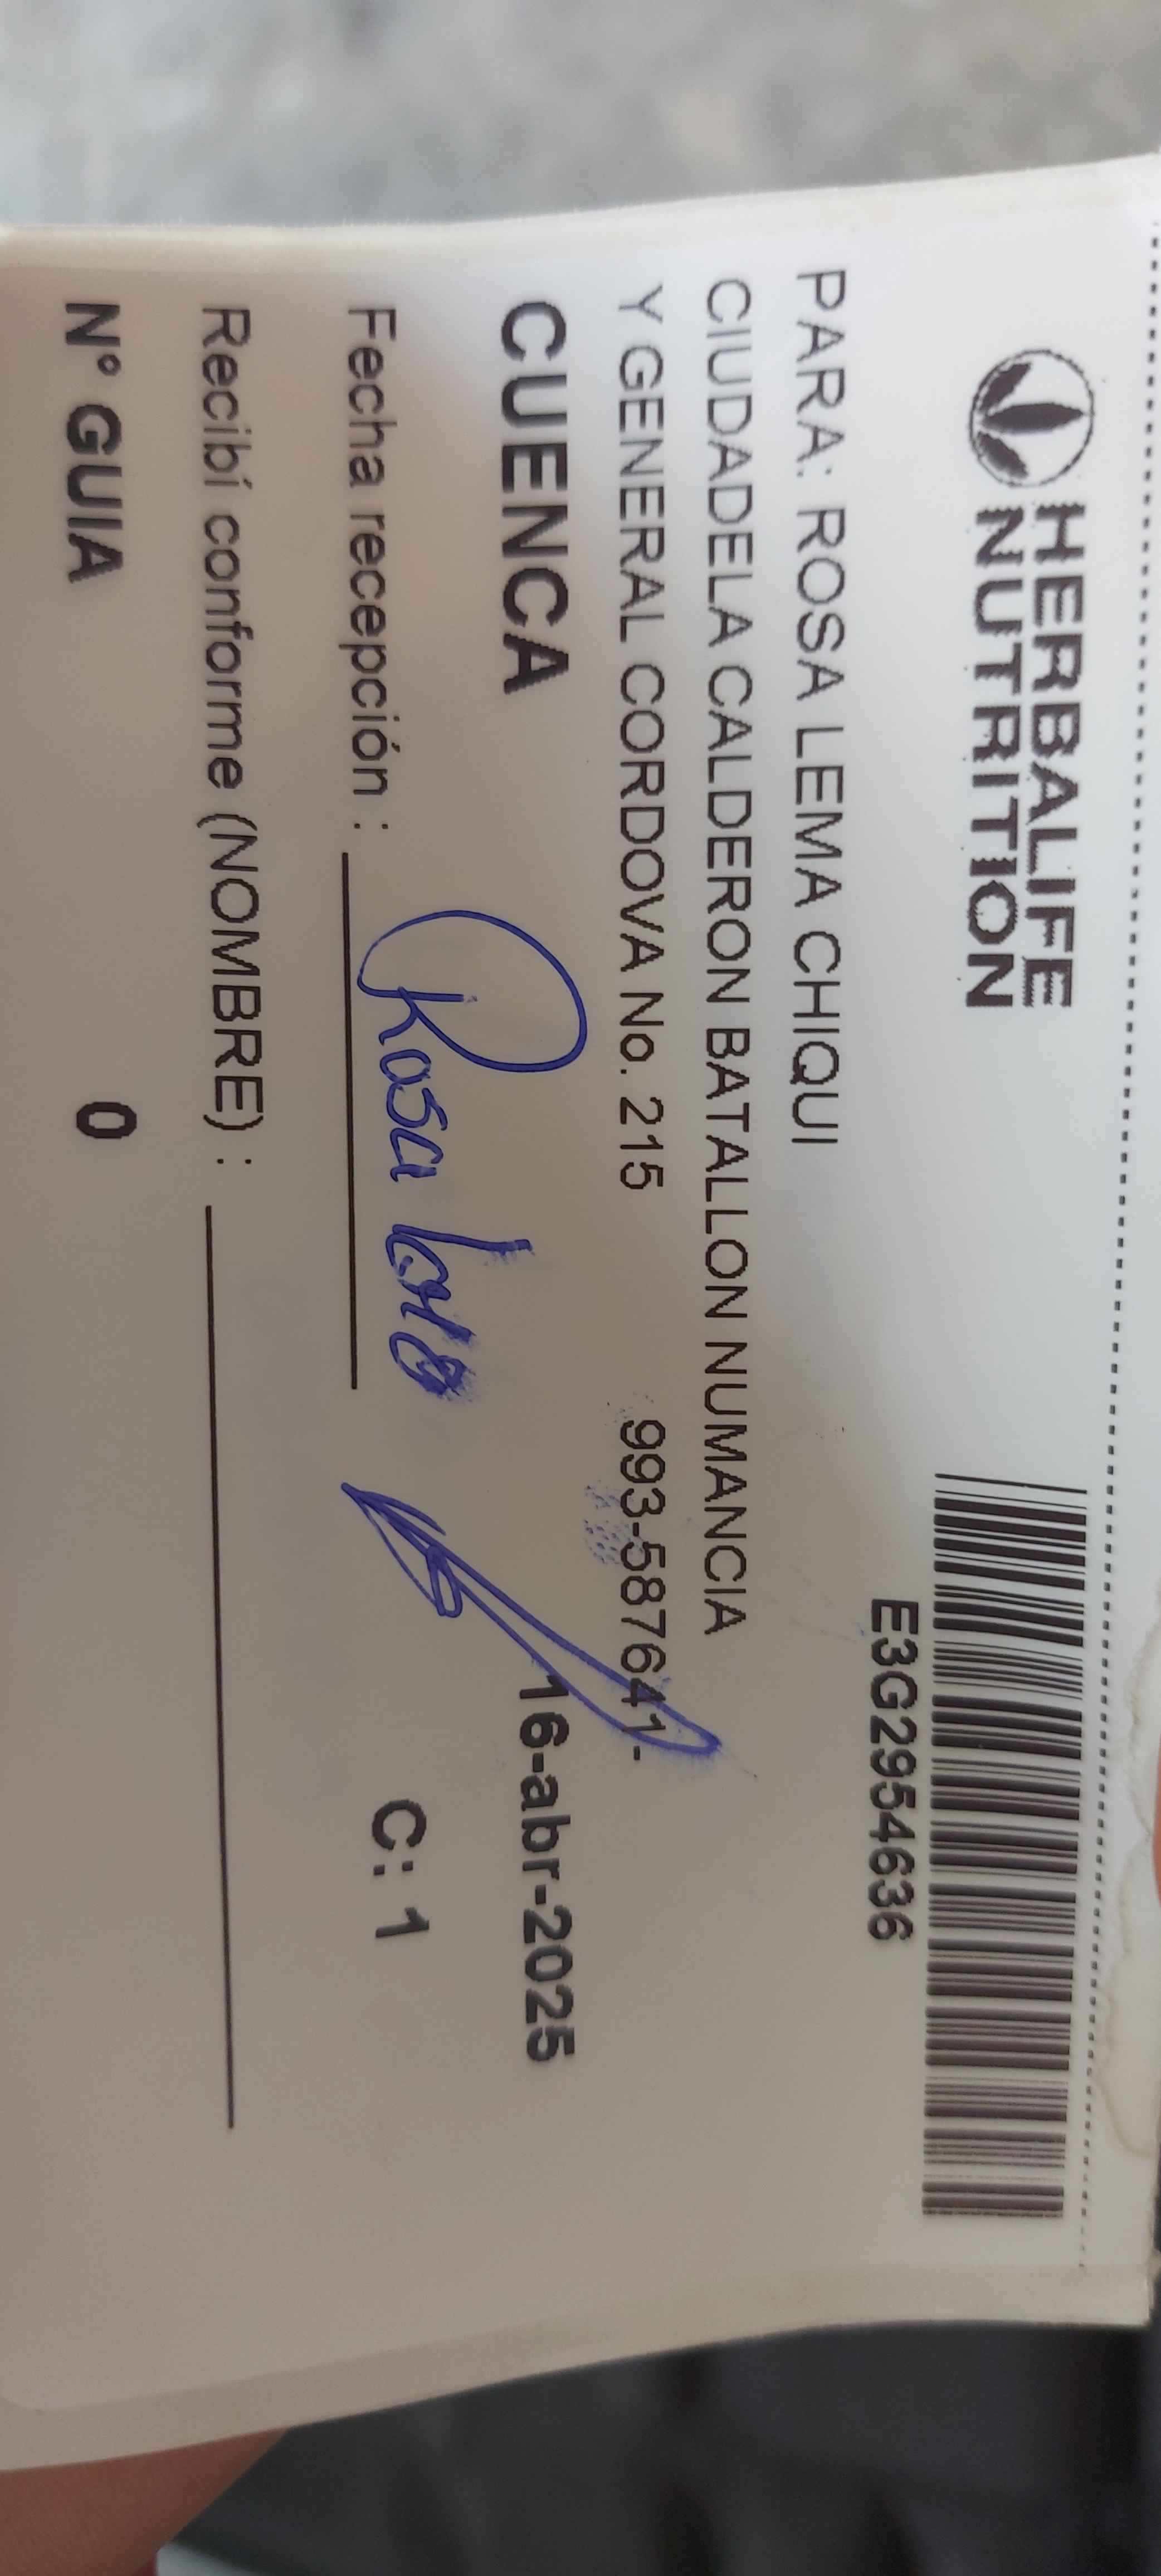 HERBALIFE
NUTRITION
E3G2954636
PARA: ROSA LEMA CHIQUI
CIUDADELA CALDERON BATALLON NUMANCIA
Y GENERAL CORDOVA No. 215 993-587641-
CUENCA 16-abr-2025
Fecha recepción : Rosa C: 1
Recibí conforme (NOMBRE) :
N° GUIA 0